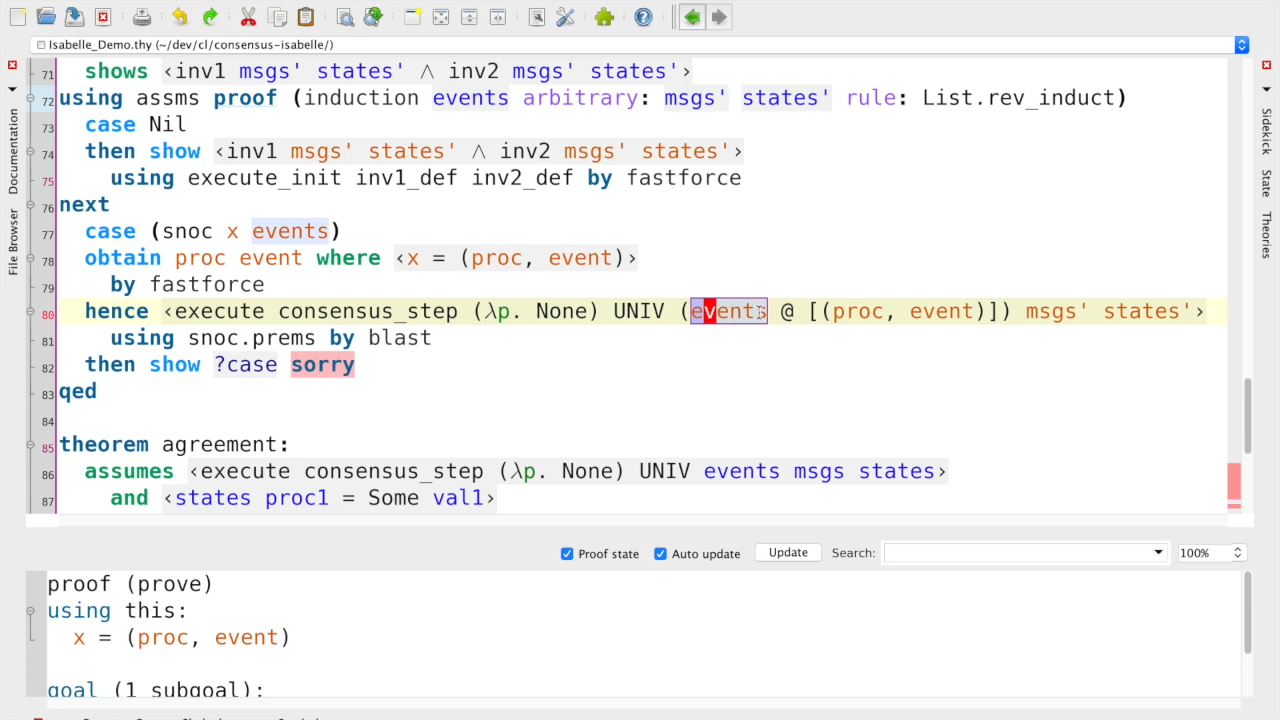 Isabelle_Demo.thy (~/dev/cl/consensus-isabelle/)
71 shows ‹inv1 msgs' states' ∧ inv2 msgs' states'›
72 using assms proof (induction events arbitrary: msgs' states' rule: List.rev_induct)
73 case Nil
74 then show ‹inv1 msgs' states' ∧ inv2 msgs' states'›
75 using execute_init inv1_def inv2_def by fastforce
76 next
77 case (snoc x events)
78 obtain proc event where ‹x = (proc, event)›
79 by fastforce
80 hence ‹execute consensus_step (λp. None) UNIV (events @ [(proc, event)]) msgs' states'›
81 using snoc.prems by blast
82 then show ?case sorry
83 qed
84
85 theorem agreement:
86 assumes ‹execute consensus_step (λp. None) UNIV events msgs states›
87 and ‹states proc1 = Some val1›
File Browser
Documentation
Sidekick
State
Theories
Proof state
Auto update
Update
Search:
100%
proof (prove)
using this:
x = (proc, event)
goal (1 subgoal):